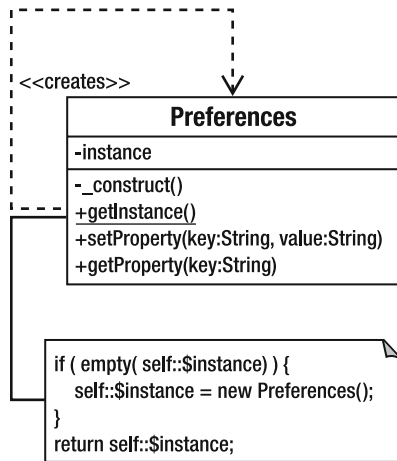 <<creates>>
Preferences
-instance
-_construct()
+getInstance()
+setProperty(key:String, value:String)
+getProperty(key:String)
if ( empty( self::$instance) ) {
self::$instance = new Preferences();
}
return self::$instance;